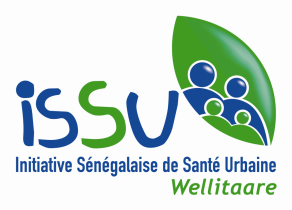 issu
Initiative Sénégalaise de Santé Urbaine
Wellitaare